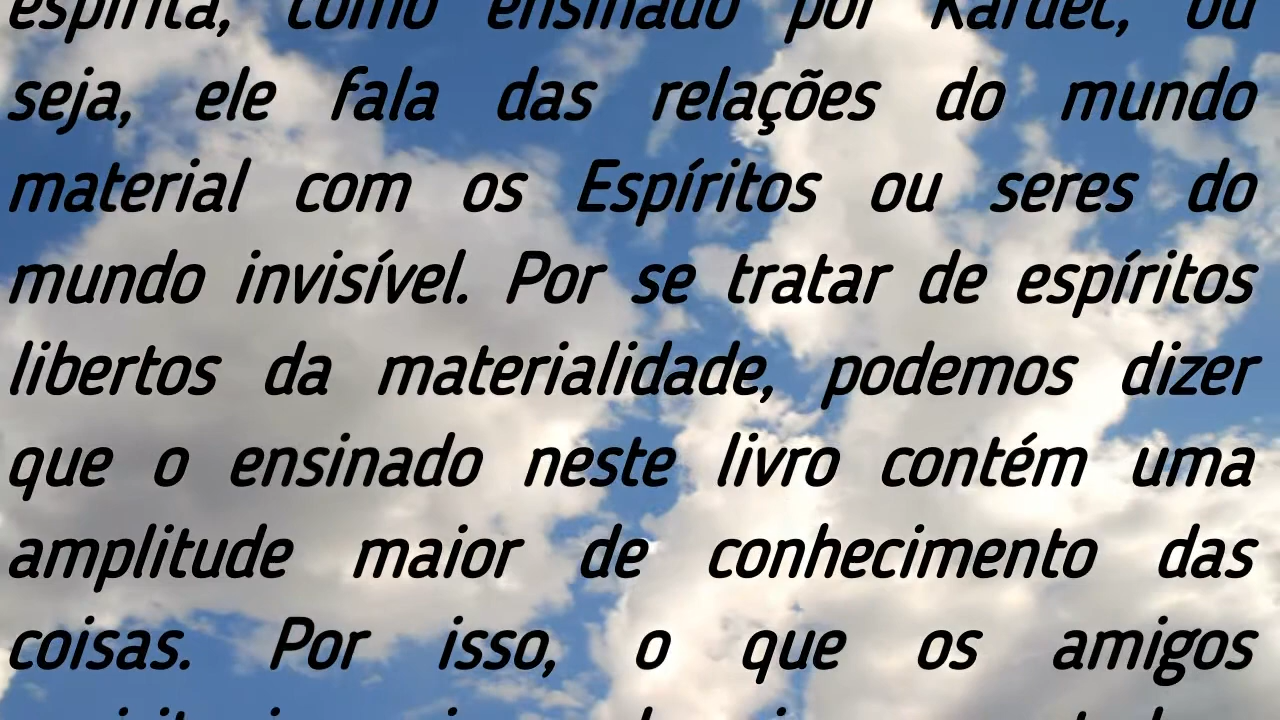 espírita, como ensinado por Kardec, ou
seja, ele fala das relações do mundo
material com os Espíritos ou seres do
mundo invisível. Por se tratar de espíritos
libertos da materialidade, podemos dizer
que o ensinado neste livro contém uma
amplitude maior de conhecimento das
coisas. Por isso, o que os amigos